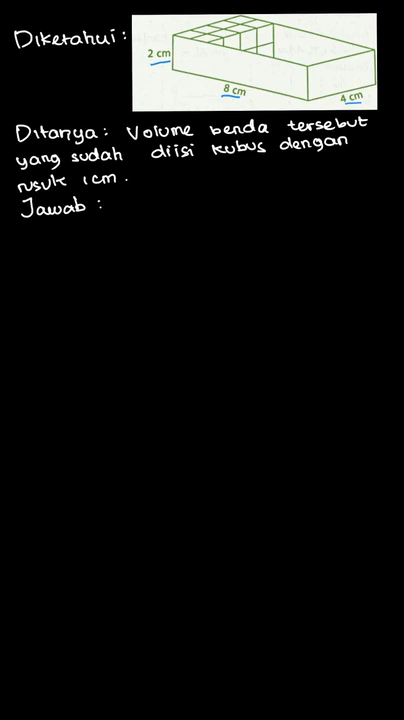 Diketahui:
2 cm
8 cm
4 cm
Ditanya: Volume benda tersebut
yang sudah diisi kubus dengan
rusuk 1cm.
Jawab :